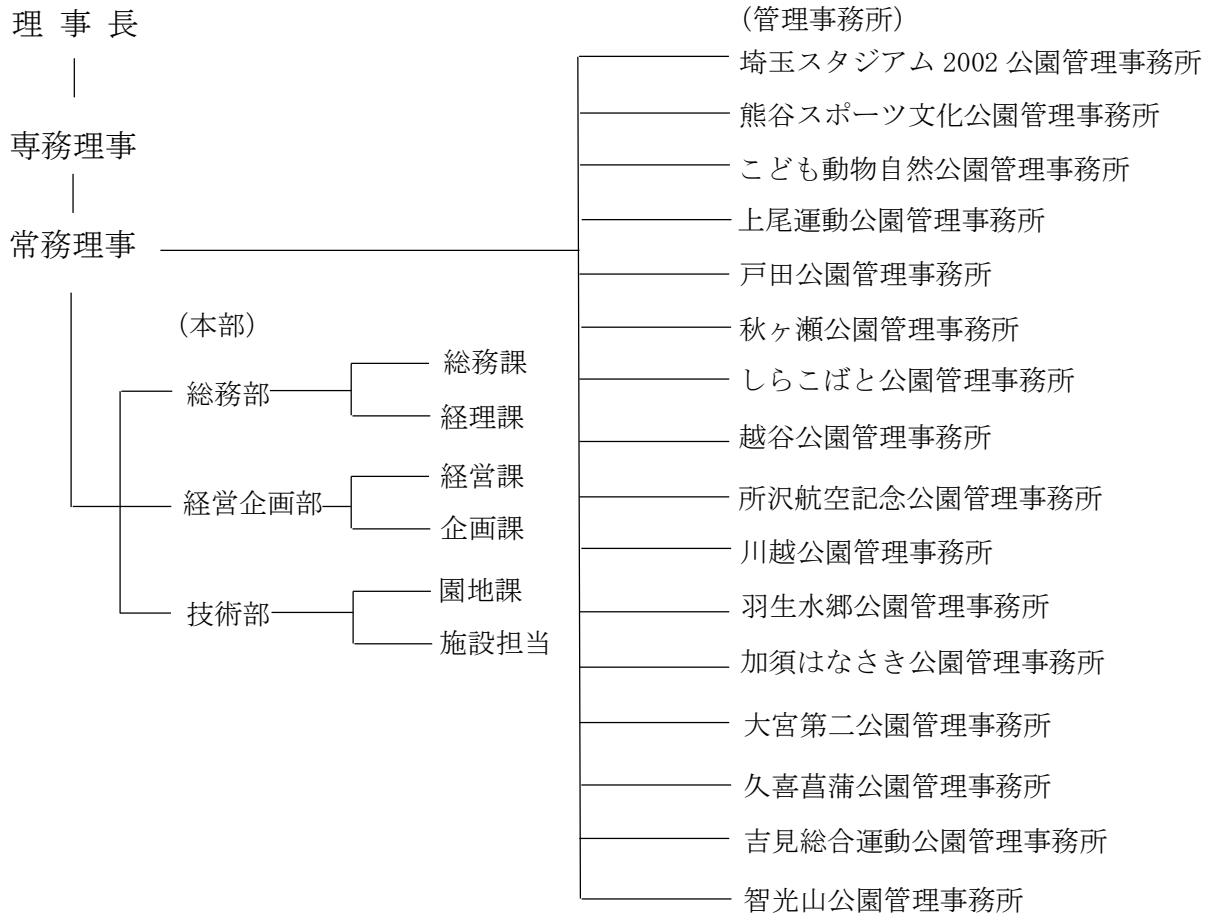 理 事 長
専務理事
常務理事
(本部)
総務部
総務課
経理課
経営企画部
経営課
企画課
技術部
園地課
施設担当
(管理事務所)
埼玉スタジアム 2002 公園管理事務所
熊谷スポーツ文化公園管理事務所
こども動物自然公園管理事務所
上尾運動公園管理事務所
戸田公園管理事務所
秋ヶ瀬公園管理事務所
しらこばと公園管理事務所
越谷公園管理事務所
所沢航空記念公園管理事務所
川越公園管理事務所
羽生水郷公園管理事務所
加須はなさき公園管理事務所
大宮第二公園管理事務所
久喜菖蒲公園管理事務所
吉見総合運動公園管理事務所
智光山公園管理事務所